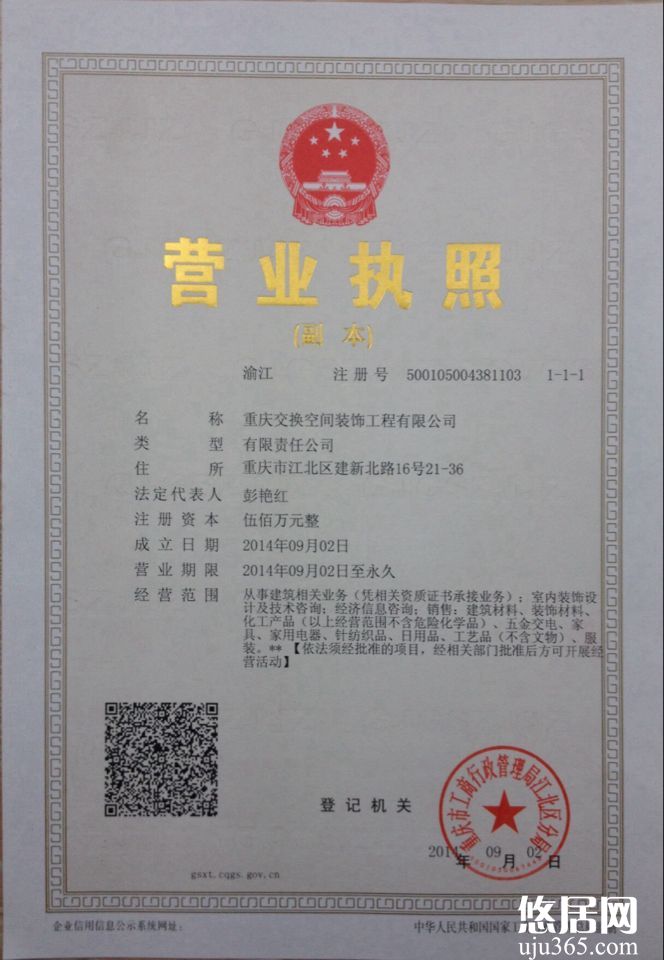 营业执照
(副 本)
渝江 注册号 500105004381103 1-1-1
名 称 重庆交换空间装饰工程有限公司
类 型 有限责任公司
住 所 重庆市江北区建新北路16号21-36
法定代表人 彭艳红
注册资本 伍佰万元整
成立日期 2014年09月02日
营业期限 2014年09月02日至永久
经营范围 从事建筑相关业务（凭相关资质证书承接业务）；室内装饰设
计及技术咨询；经济信息咨询；销售：建筑材料、装饰材料、
化工产品（以上经营范围不含危险化学品）、五金交电、家
具、家用电器、针纺织品、日用品、工艺品（不含文物）、服
装。**【依法须经批准的项目，经相关部门批准后方可开展经
营活动】
登记机关
重庆市工商行政管理局江北区分局
2014年 09月 02日
gsxt.cqgs.gov.cn
企业信用信息公示系统网址：
中华人民共和国国家工
悠居网
uju365.com